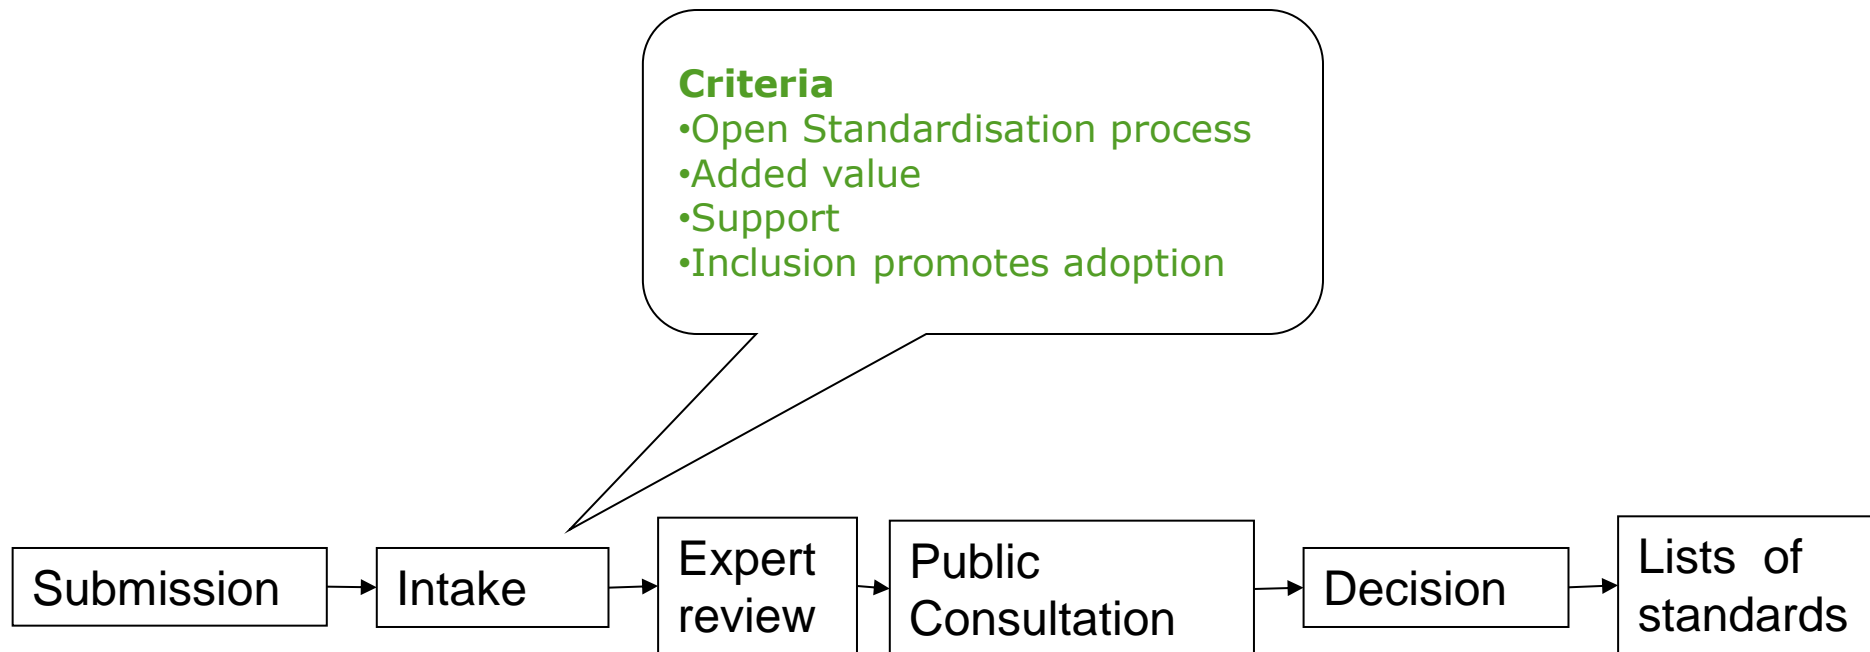 Criteria
•Open Standardisation process
•Added value
•Support
•Inclusion promotes adoption
Submission
Intake
Expert
review
Public
Consultation
Decision
Lists of
standards